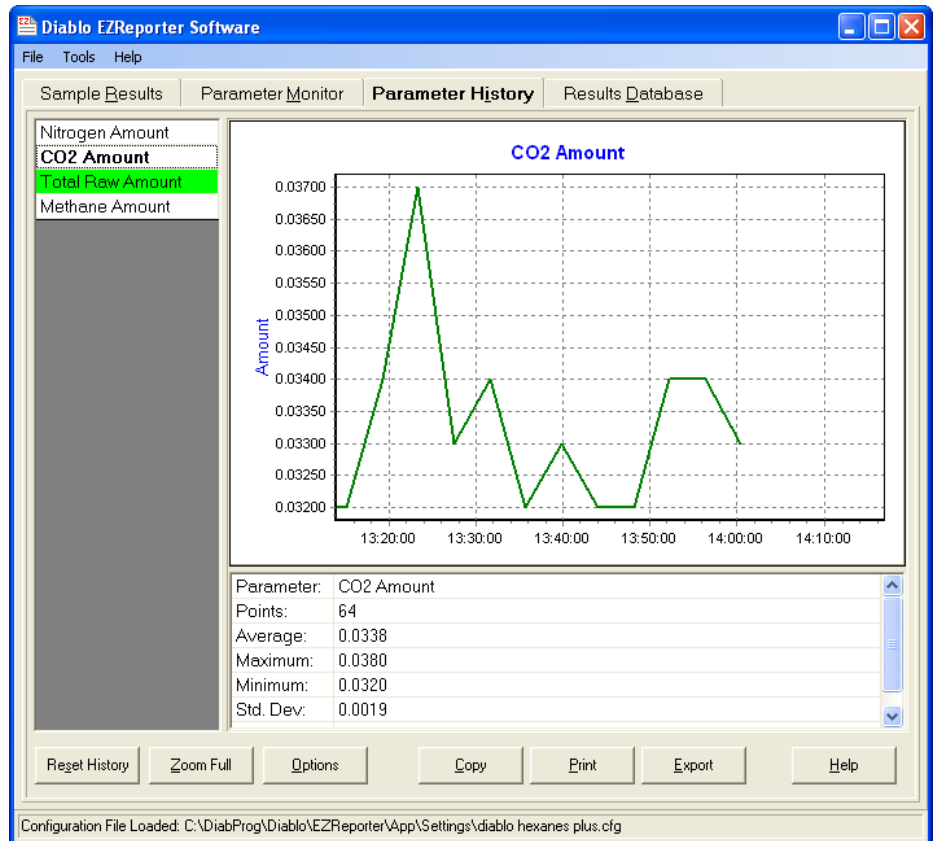 Diablo EZReporter Software
File Tools Help
Sample Results Parameter Monitor Parameter History Results Database
Nitrogen Amount
CO2 Amount
Total Raw Amount
Methane Amount
CO2 Amount
Amount
0.03700
0.03650
0.03600
0.03550
0.03500
0.03450
0.03400
0.03350
0.03300
0.03250
0.03200
13:20:00 13:30:00 13:40:00 13:50:00 14:00:00 14:10:00
Parameter: CO2 Amount
Points: 64
Average: 0.0338
Maximum: 0.0380
Minimum: 0.0320
Std. Dev: 0.0019
Reset History Zoom Full Options Copy Print Export Help
Configuration File Loaded: C:\DiabProg\Diablo\EZReporter\App\Settings\diablo hexanes plus.cfg